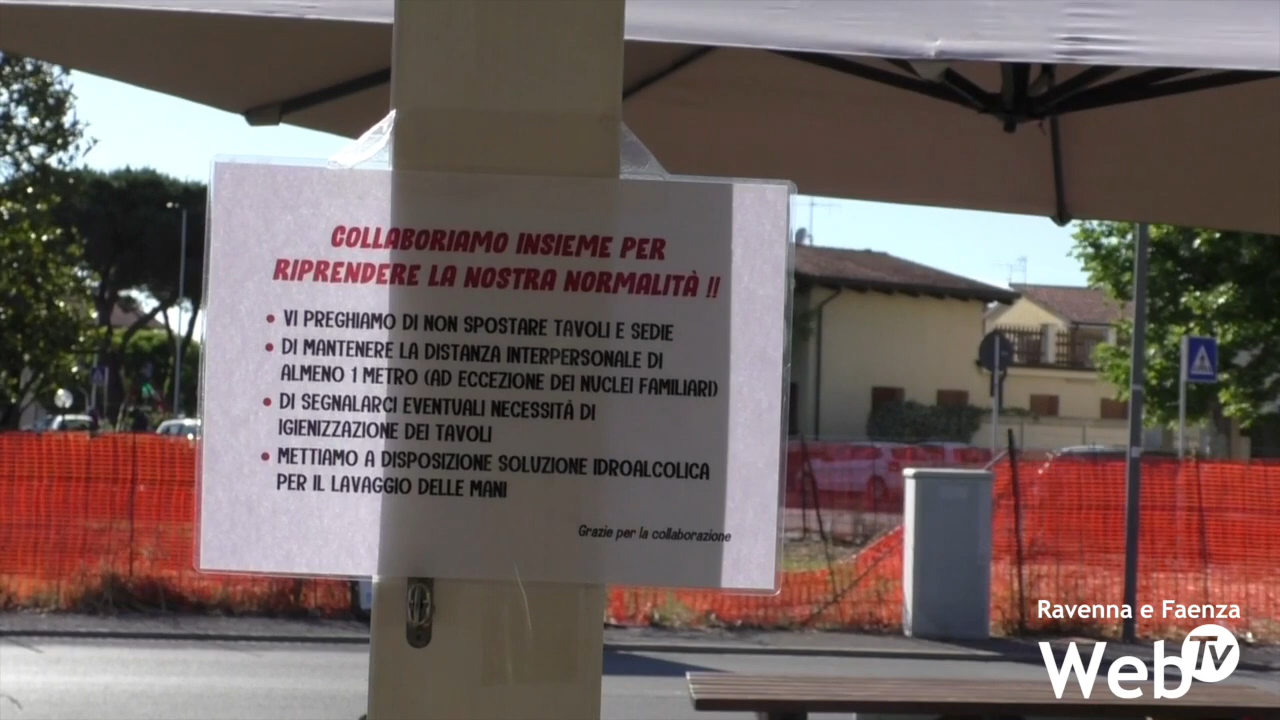 COLLABORIAMO INSIEME PER
RIPRENDERE LA NOSTRA NORMALITÀ !!
• VI PREGHIAMO DI NON SPOSTARE TAVOLI E SEDIE
• DI MANTENERE LA DISTANZA INTERPERSONALE DI
ALMENO 1 METRO (AD ECCEZIONE DEI NUCLEI FAMILIARI)
• DI SEGNALARCI EVENTUALI NECESSITÀ DI
IGIENIZZAZIONE DEI TAVOLI
• METTIAMO A DISPOSIZIONE SOLUZIONE IDROALCOLICA
PER IL LAVAGGIO DELLE MANI
Grazie per la collaborazione
Ravenna e Faenza
Web TV